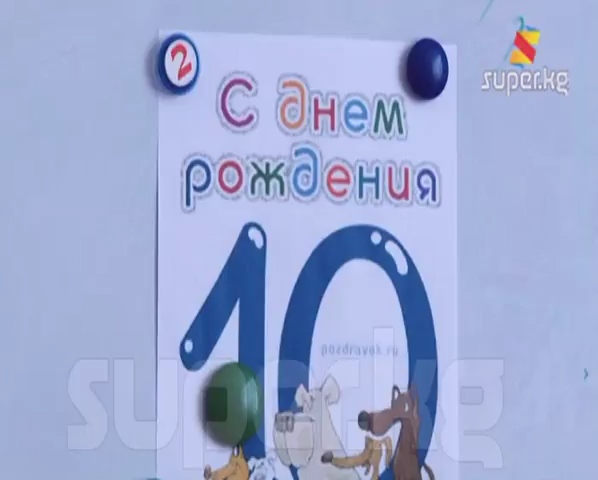 2
super.kg
С днем
рождения
10
pozdravok.ru
super.kg